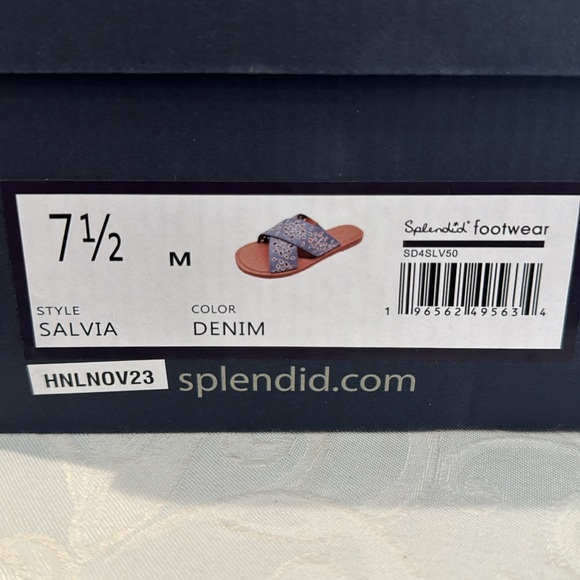 7½ M
Splendid footwear
SD4SLV50
STYLE COLOR
SALVIA DENIM
1 96562 49563 4
HNLNOV23 splendid.com